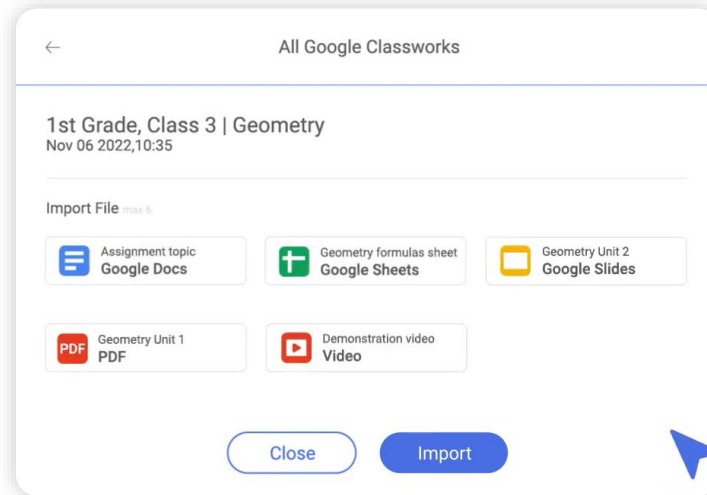 All Google Classworks
1st Grade, Class 3 | Geometry
Nov 06 2022,10:35
Import File max 6
Assignment topic
Google Docs
Geometry formulas sheet
Google Sheets
Geometry Unit 2
Google Slides
PDF
Geometry Unit 1
PDF
Demonstration video
Video
Close
Import